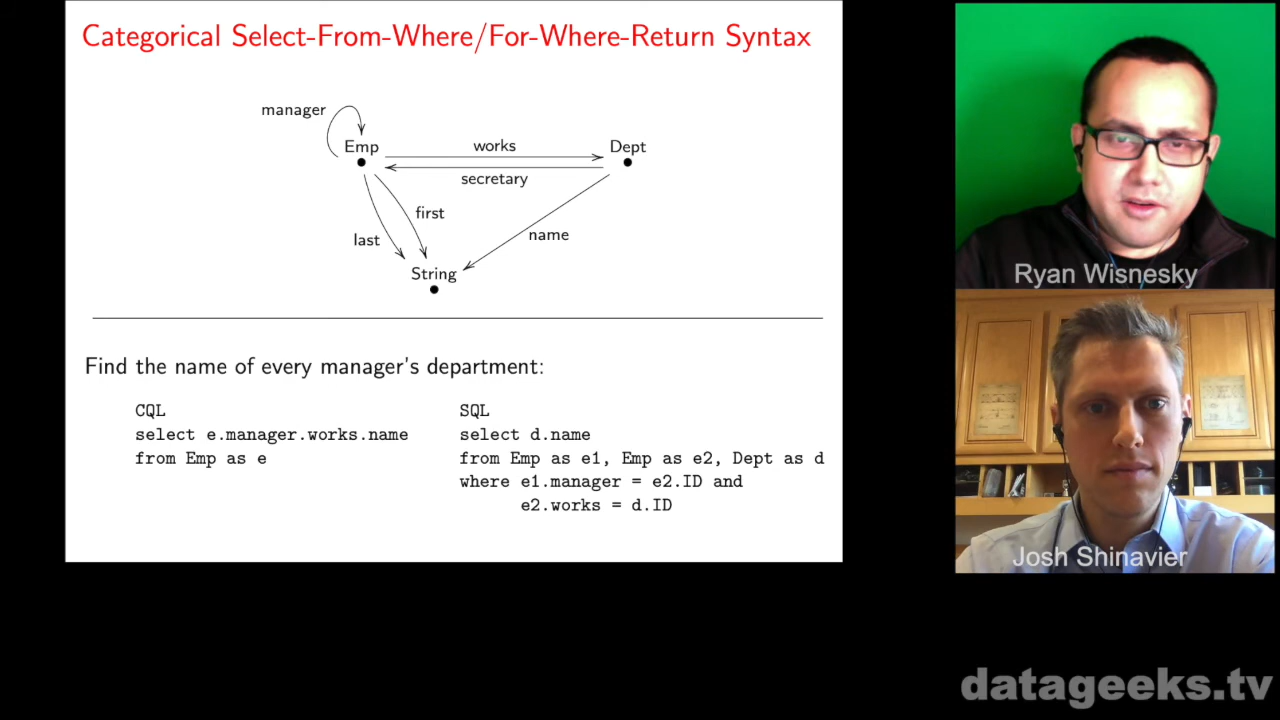 Categorical Select-From-Where/For-Where-Return Syntax
manager
Emp
works
Dept
secretary
first
last
name
String
Find the name of every manager's department:
CQL
select e.manager.works.name
from Emp as e
SQL
select d.name
from Emp as e1, Emp as e2, Dept as d
where e1.manager = e2.ID and
e2.works = d.ID
Ryan Wisnesky
Josh Shinavier
datageeks.tv